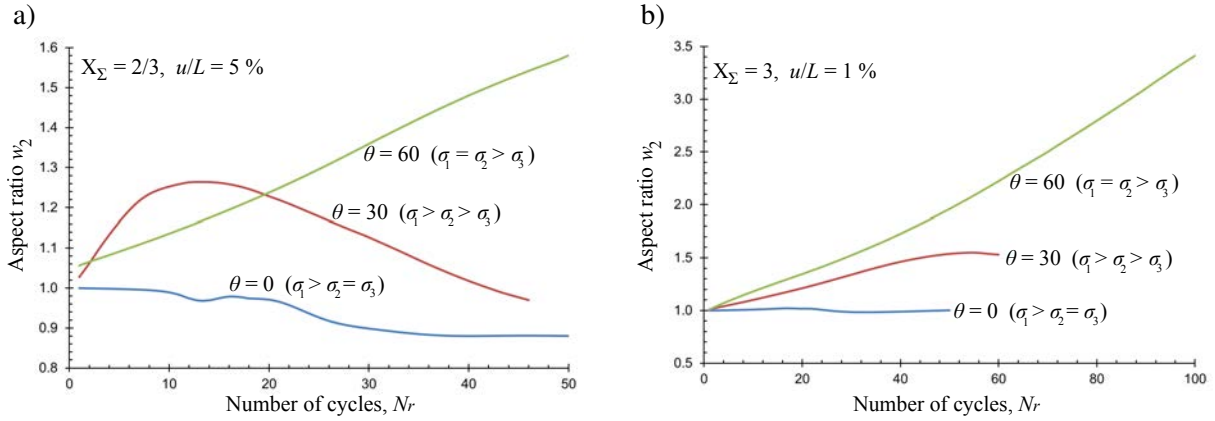 a)
X_Σ = 2/3, u/L = 5 %
Aspect ratio w₂
1.6
1.5
1.4
1.3
1.2
1.1
1.0
0.9
0.8
θ = 60 (σ₁ = σ₂ > σ₃)
θ = 30 (σ₁ > σ₂ > σ₃)
θ = 0 (σ₁ > σ₂ = σ₃)
0 10 20 30 40 50
Number of cycles, Nr
b)
X_Σ = 3, u/L = 1 %
Aspect ratio w₂
3.5
3.0
2.5
2.0
1.5
1.0
0.5
θ = 60 (σ₁ = σ₂ > σ₃)
θ = 30 (σ₁ > σ₂ > σ₃)
θ = 0 (σ₁ > σ₂ = σ₃)
0 20 40 60 80 100
Number of cycles, Nr